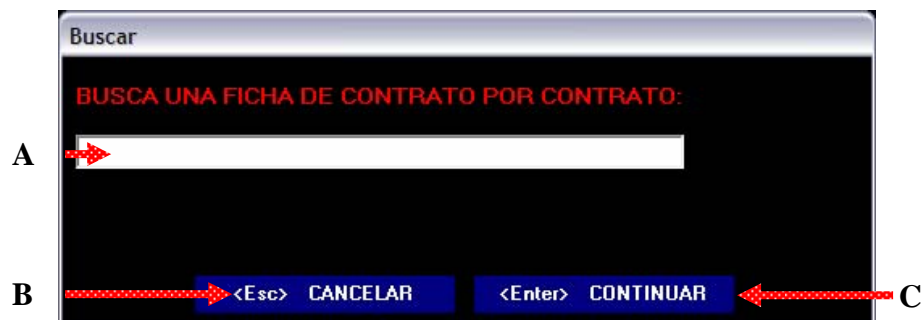 Buscar
BUSCA UNA FICHA DE CONTRATO POR CONTRATO:
A
B <Esc> CANCELAR <Enter> CONTINUAR C